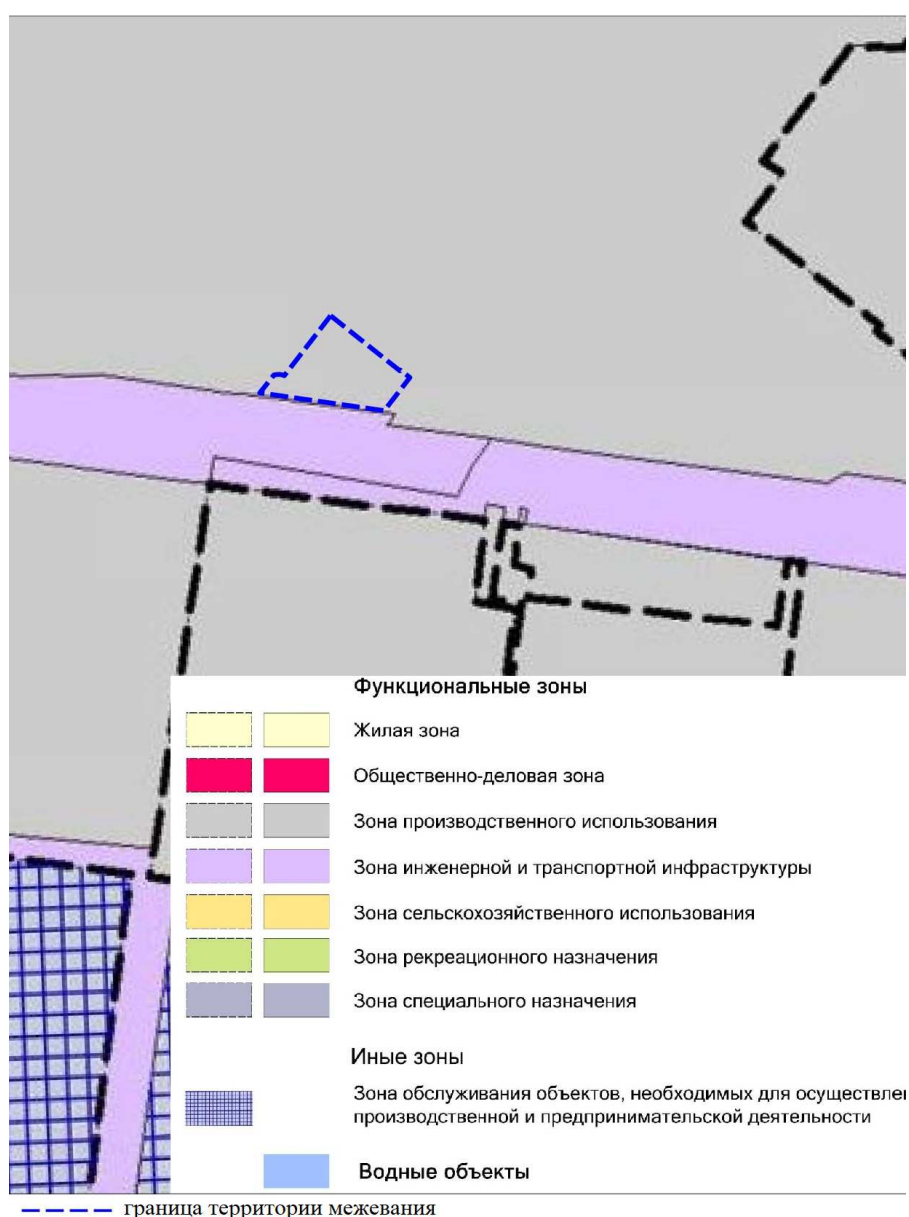 Функциональные зоны
Жилая зона
Общественно-деловая зона
Зона производственного использования
Зона инженерной и транспортной инфраструктуры
Зона сельскохозяйственного использования
Зона рекреационного назначения
Зона специального назначения
Иные зоны
Зона обслуживания объектов, необходимых для осуществле
производственной и предпринимательской деятельности
Водные объекты
граница территории межевания